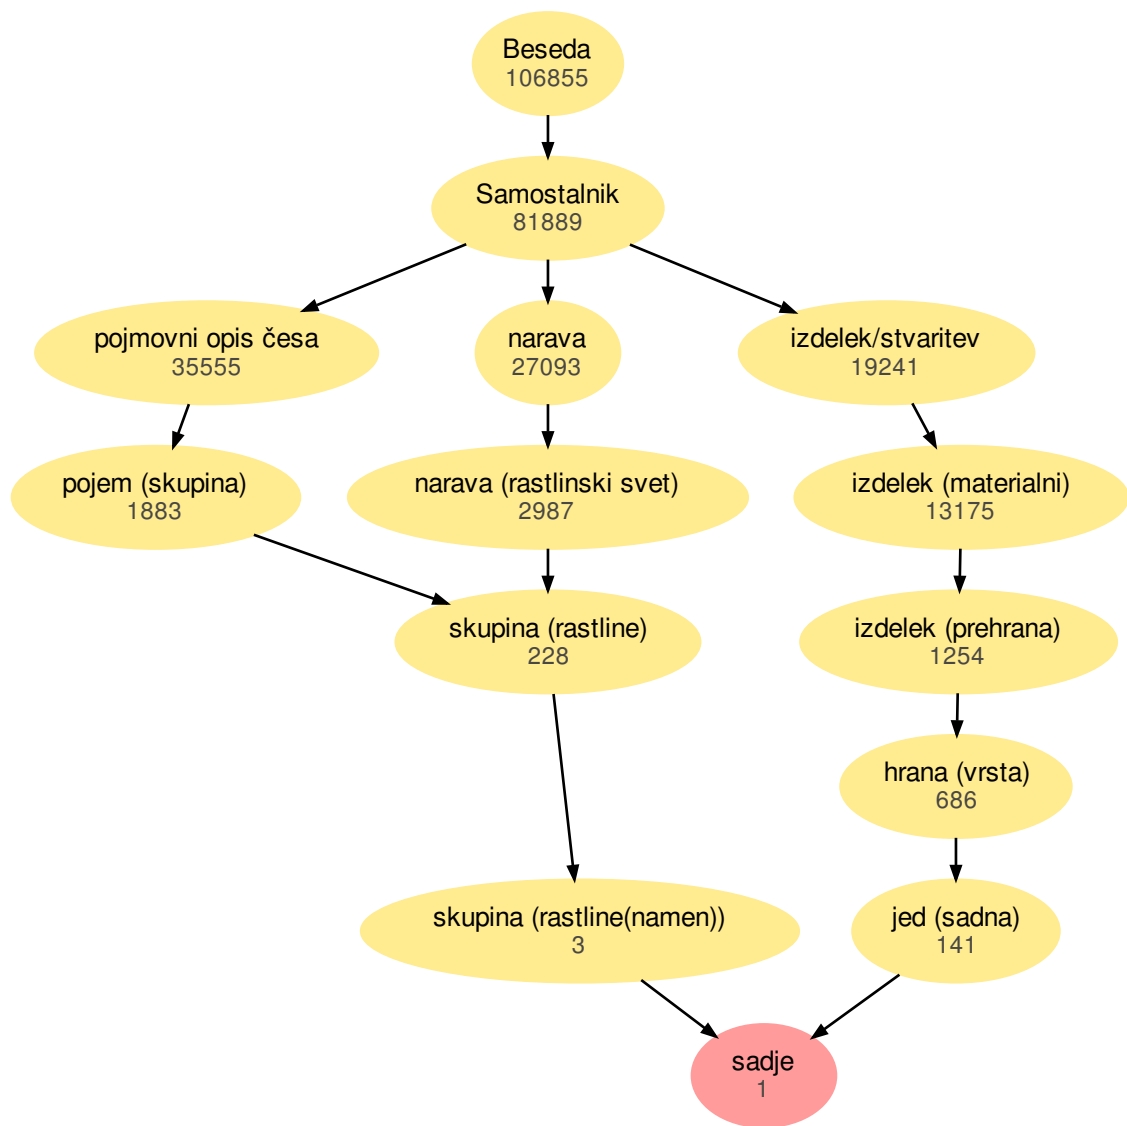 Beseda
106855
Samostalnik
81889
pojmovni opis česa
35555
narava
27093
izdelek/stvaritev
19241
pojem (skupina)
1883
narava (rastlinski svet)
2987
izdelek (materialni)
13175
skupina (rastline)
228
izdelek (prehrana)
1254
hrana (vrsta)
686
skupina (rastline(namen))
3
jed (sadna)
141
sadje
1